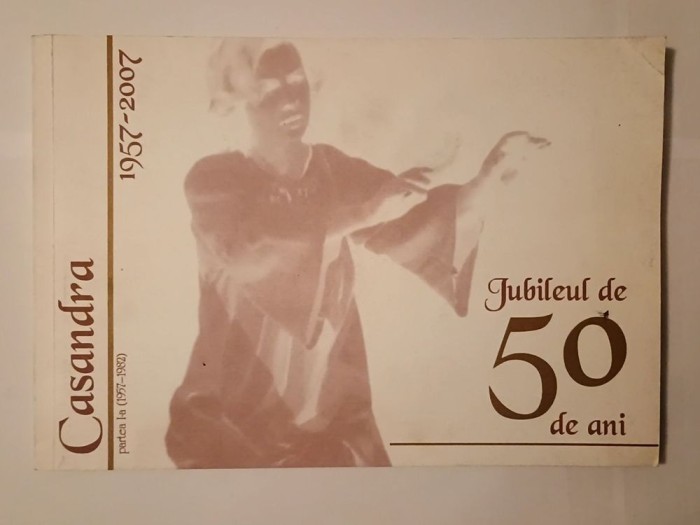 Casandra
partea I-a (1957-1982)
1957-2007
Jubileul de
50
de ani